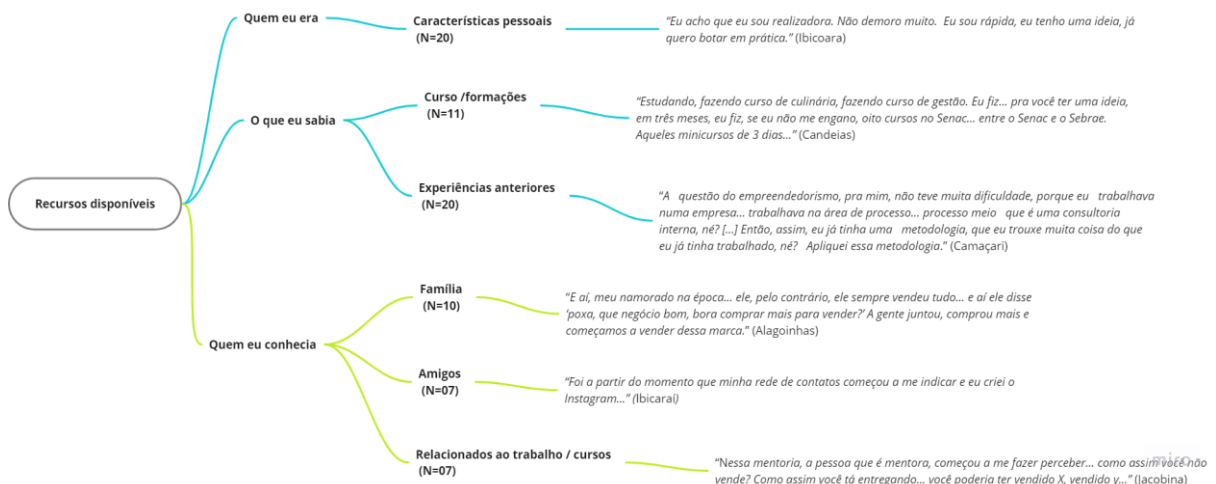 Quem eu era
Características pessoais
(N=20)
“Eu acho que eu sou realizadora. Não demoro muito. Eu sou rápida, eu tenho uma ideia, já
quero botar em prática.” (Ibicoara)
O que eu sabia
Curso /formações
(N=11)
“Estudando, fazendo curso de culinária, fazendo curso de gestão. Eu fiz... pra você ter uma ideia,
em três meses, eu fiz, se eu não me engano, oito cursos no Senac... entre o Senac e o Sebrae.
Aqueles minicursos de 3 dias...” (Candeias)
Experiências anteriores
(N=20)
“A questão do empreendedorismo, pra mim, não teve muita dificuldade, porque eu trabalhava
numa empresa... trabalhava na área de processo... processo meio que é uma consultoria
interna, né? [...] Então, assim, eu já tinha uma metodologia, que eu trouxe muita coisa do que
eu já tinha trabalhado, né? Apliquei essa metodologia.” (Camaçari)
Recursos disponíveis
Quem eu conhecia
Família
(N=10)
“E aí, meu namorado na época... ele, pelo contrário, ele sempre vendeu tudo... e aí ele disse
‘poxa, que negócio bom, bora comprar mais para vender?’ A gente juntou, comprou mais e
começamos a vender dessa marca.” (Alagoinhas)
Amigos
(N=07)
“Foi a partir do momento que minha rede de contatos começou a me indicar e eu criei o
Instagram...” (Ibicaraí)
Relacionados ao trabalho / cursos
(N=07)
“Nessa mentoria, a pessoa que é mentora, começou a me fazer perceber... como assim você não
vende? Como assim você tá entregando... você poderia ter vendido X, vendido y...” (Jacobina)
miro